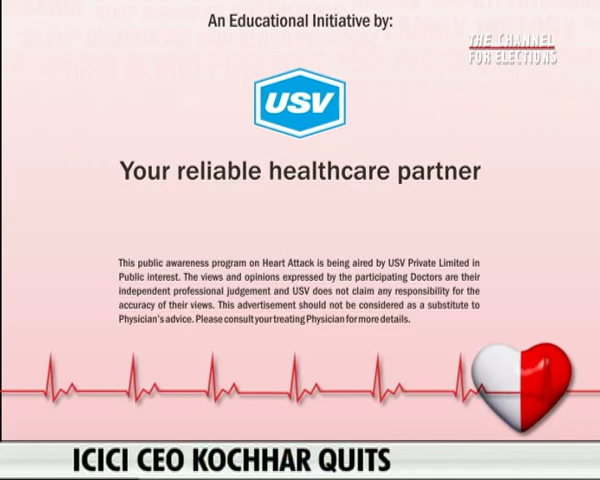 An Educational Initiative by:
THE CHANNEL
FOR ELECTIONS
USV
Your reliable healthcare partner
This public awareness program on Heart Attack is being aired by USV Private Limited in
Public interest. The views and opinions expressed by the participating Doctors are their
independent professional judgement and USV does not claim any responsibility for the
accuracy of their views. This advertisement should not be considered as a substitute to
Physician's advice. Please consult your treating Physician for more details.
ICICI CEO KOCHHAR QUITS